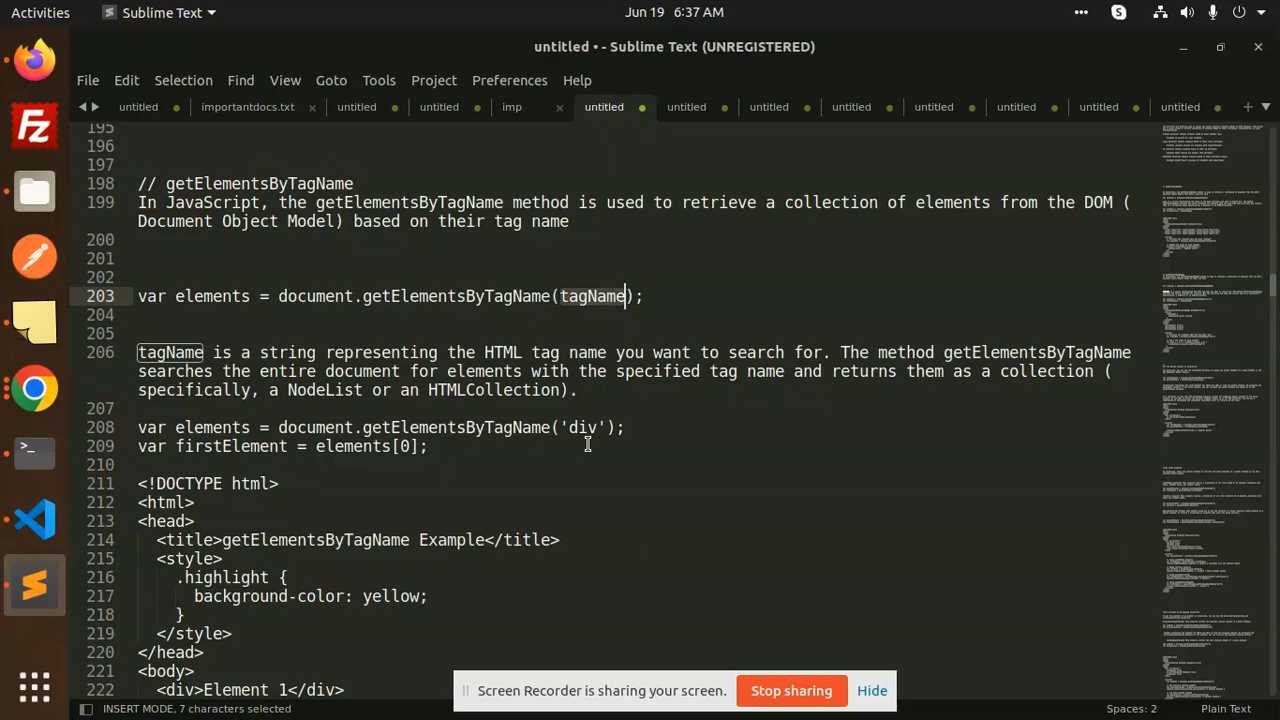 Activities
Sublime Text
Jun 19 6:37 AM
untitled • - Sublime Text (UNREGISTERED)
File Edit Selection Find View Goto Tools Project Preferences Help
untitled importantdocs.txt untitled untitled imp untitled untitled untitled untitled untitled untitled untitled untitled
195
196
197
198 // getElementsByTagName
199 In JavaScript, the getElementsByTagName method is used to retrieve a collection of elements from the DOM (
Document Object Model) based on their tag name
200
201
202
203 var elements = document.getElementsByTagName(tagName);
204
205
206 tagName is a string representing the HTML tag name you want to search for. The method getElementsByTagName
searches the entire document for elements with the specified tag name and returns them as a collection (
specifically, a NodeList or an HTMLCollection).
207
208 var elements = document.getElementsByTagName('div');
209 var firstElement = elements[0];
210
211 <!DOCTYPE html>
212 <html>
213 <head>
214 <title>getElementsByTagName Example</title>
215 <style>
216 .highlight {
217 background-color: yellow;
218 }
219 </style>
220 </head>
221 <body>
222 <div>Element 1</div>
Screen Recorder is sharing your screen. Stop sharing Hide
INSERT MODE, 7 characters selected
Spaces: 2 Plain Text